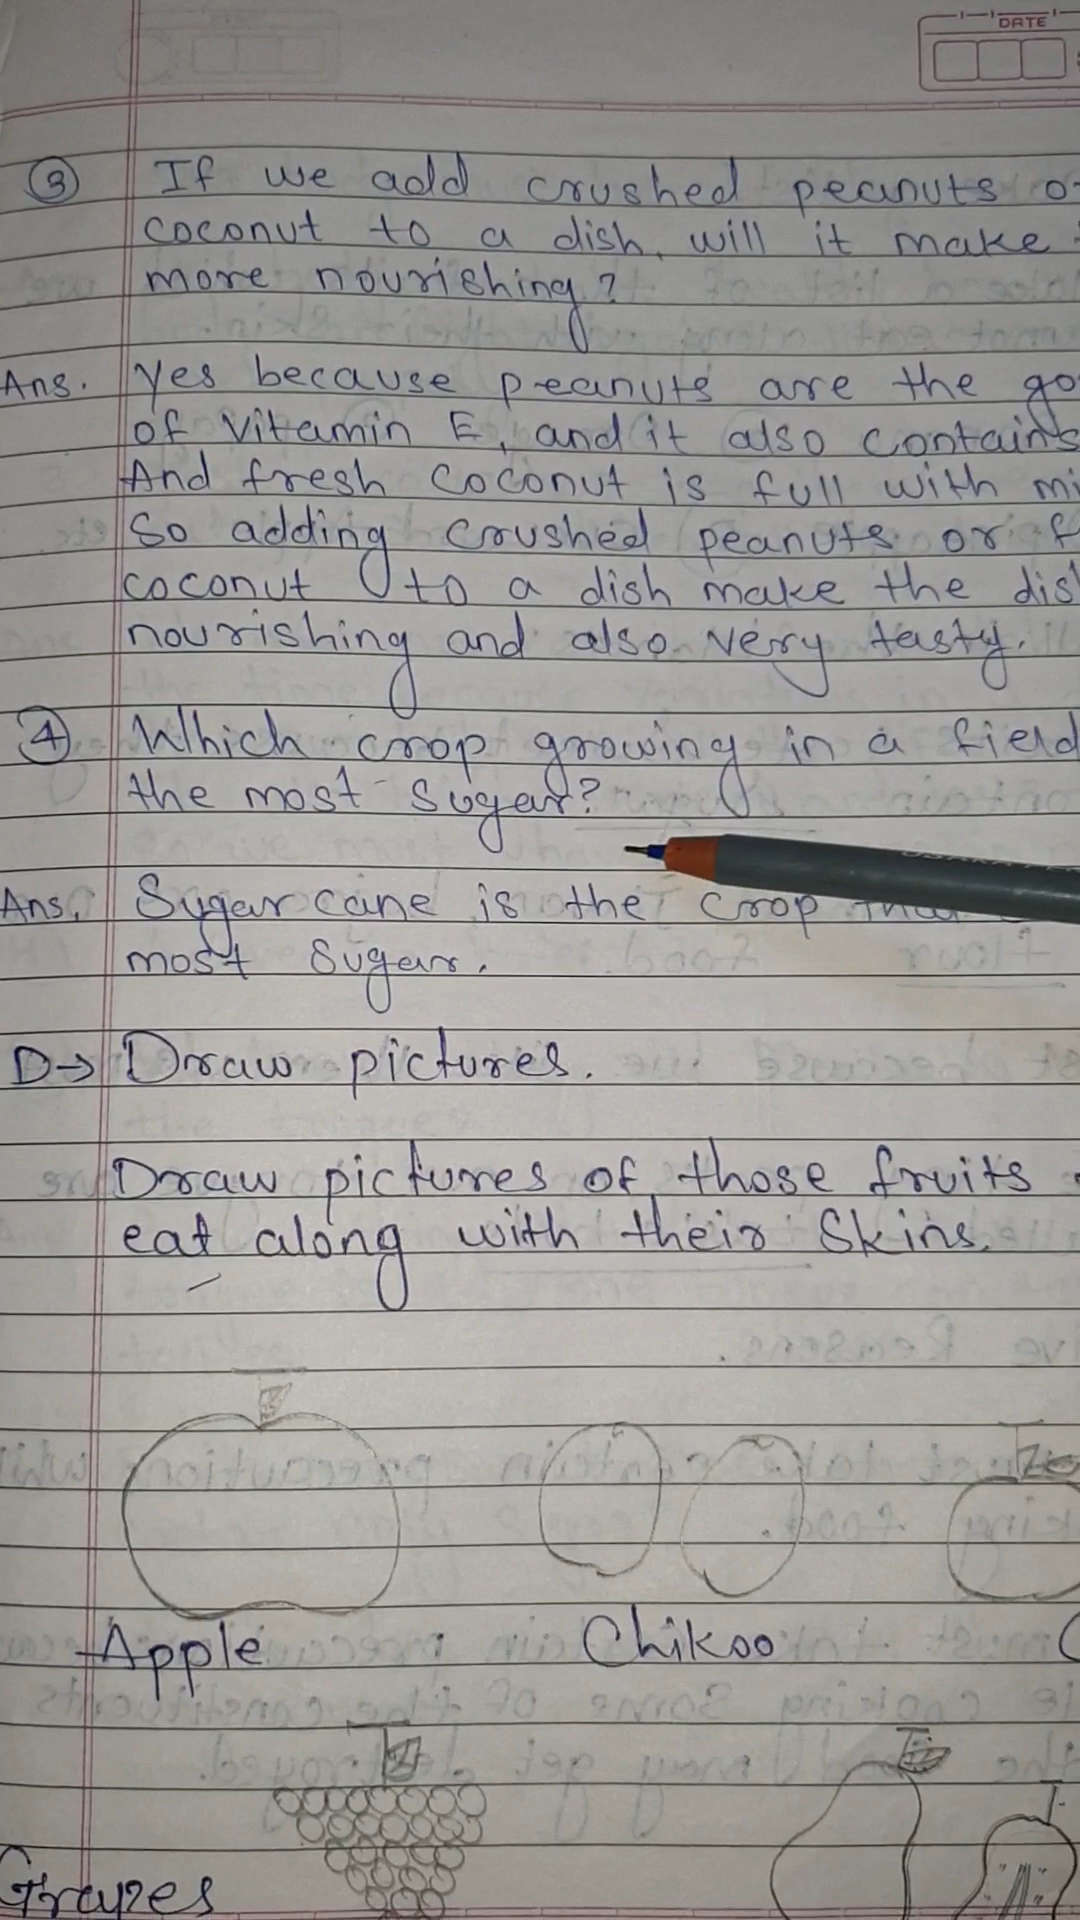 DATE
3 If we add crushed peanuts
coconut to a dish, will it make
more nourishing?
Ans. Yes because peanuts are the
of Vitamin E, and it also contains
And fresh coconut is full with
So adding crushed peanuts or
coconut to a dish make the
nourishing and also very tasty.
4 Which crop growing in a field
the most sugar?
Ans. Sugarcane is the crop
most sugar.
D→ Draw pictures.
Draw pictures of those fruits
eat along with their skins.
Apple Chikoo
Grapes